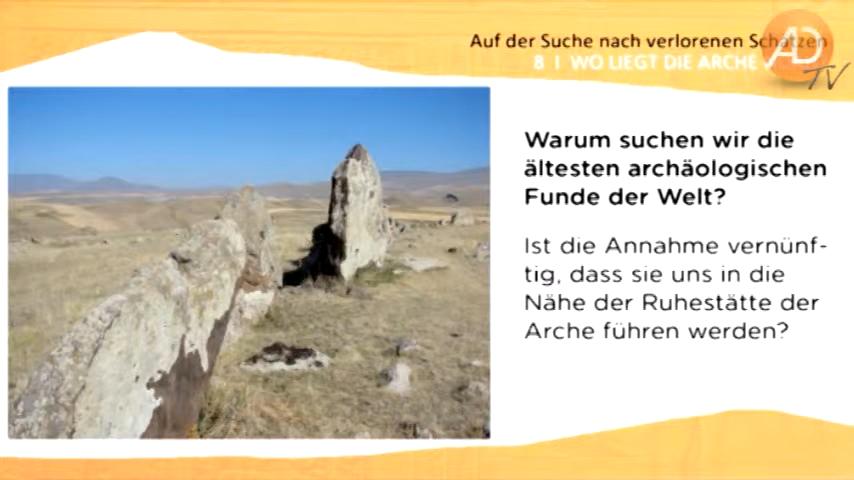 Auf der Suche nach verlorenen Schätzen
8 | WO LIEGT DIE ARCHE
AD
TV
Warum suchen wir die
ältesten archäologischen
Funde der Welt?
Ist die Annahme vernünf-
tig, dass sie uns in die
Nähe der Ruhestätte der
Arche führen werden?